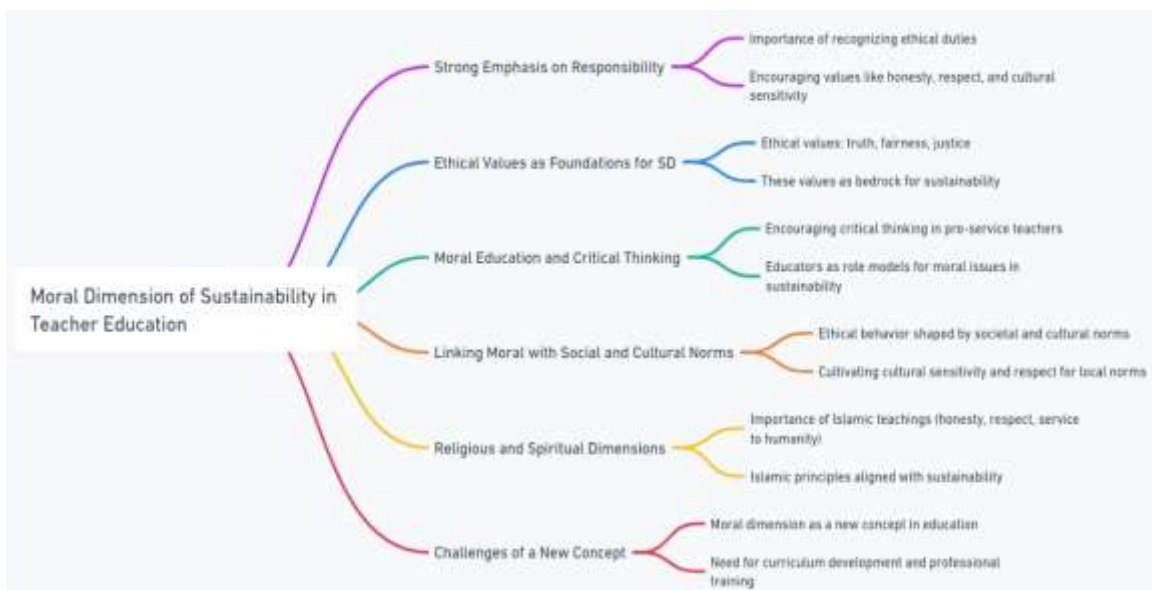 Importance of recognizing ethical duties
Strong Emphasis on Responsibility
Encouraging values like honesty, respect, and cultural
sensitivity
Ethical values: truth, fairness, justice
Ethical Values as Foundations for SD
These values as bedrock for sustainability
Encouraging critical thinking in pre-service teachers
Moral Education and Critical Thinking
Educators as role models for moral issues in
sustainability
Moral Dimension of Sustainability in
Teacher Education
Ethical behavior shaped by societal and cultural norms
Linking Moral with Social and Cultural Norms
Cultivating cultural sensitivity and respect for local norms
Importance of Islamic teachings (honesty, respect, service
to humanity)
Religious and Spiritual Dimensions
Islamic principles aligned with sustainability
Moral dimension as a new concept in education
Challenges of a New Concept
Need for curriculum development and professional
training